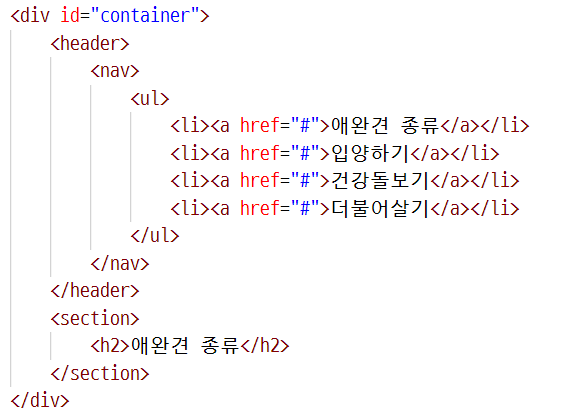 <div id="container">
<header>
<nav>
<ul>
<li><a href="#">애완견 종류</a></li>
<li><a href="#">입양하기</a></li>
<li><a href="#">건강돌보기</a></li>
<li><a href="#">더불어살기</a></li>
</ul>
</nav>
</header>
<section>
<h2>애완견 종류</h2>
</section>
</div>